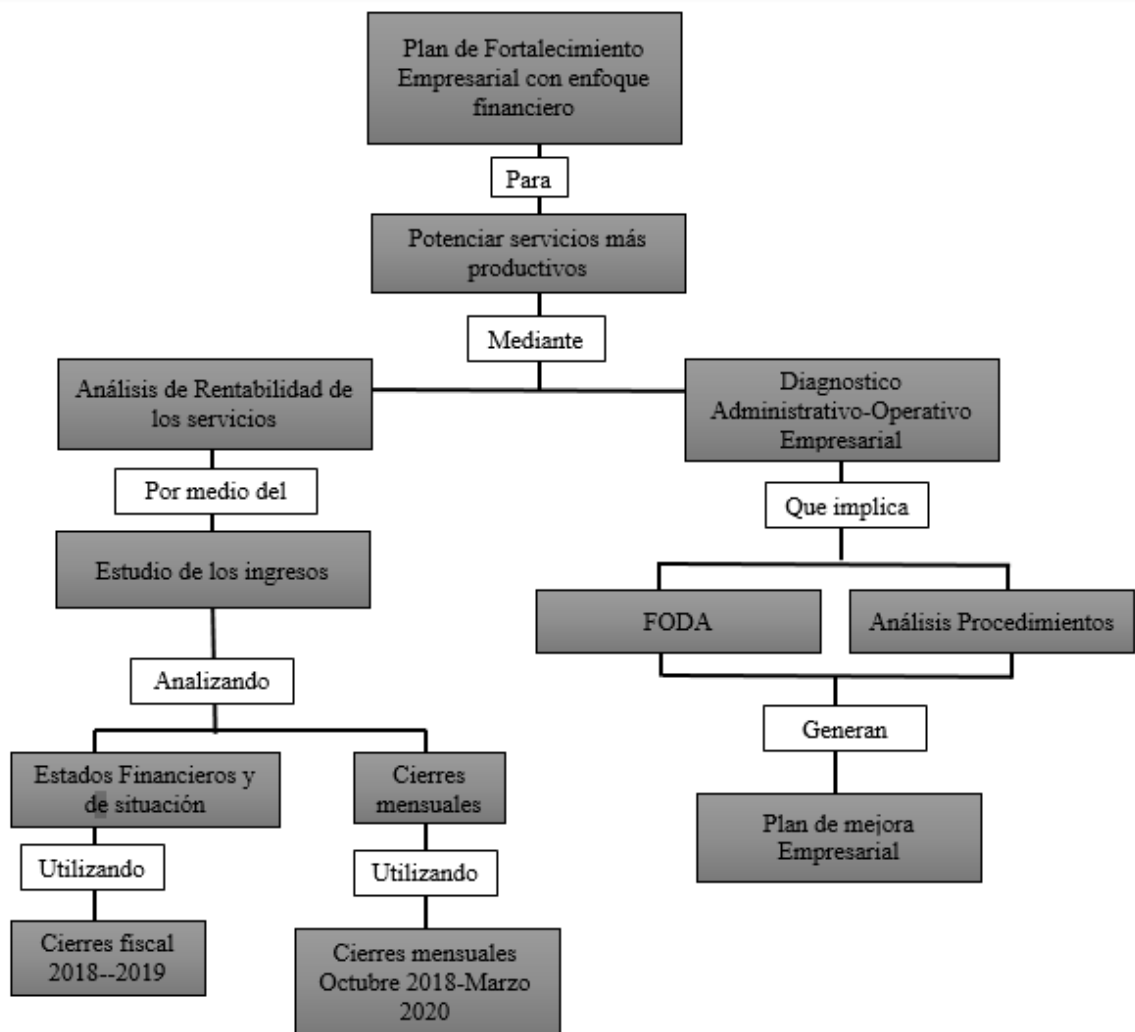 Plan de Fortalecimiento
Empresarial con enfoque
financiero
Para
Potenciar servicios más
productivos
Mediante
Análisis de Rentabilidad de
los servicios
Diagnostico
Administrativo-Operativo
Empresarial
Por medio del
Que implica
Estudio de los ingresos
FODA
Análisis Procedimientos
Analizando
Generan
Estados Financieros y
de situación
Cierres
mensuales
Plan de mejora
Empresarial
Utilizando
Utilizando
Cierres fiscal
2018--2019
Cierres mensuales
Octubre 2018-Marzo
2020